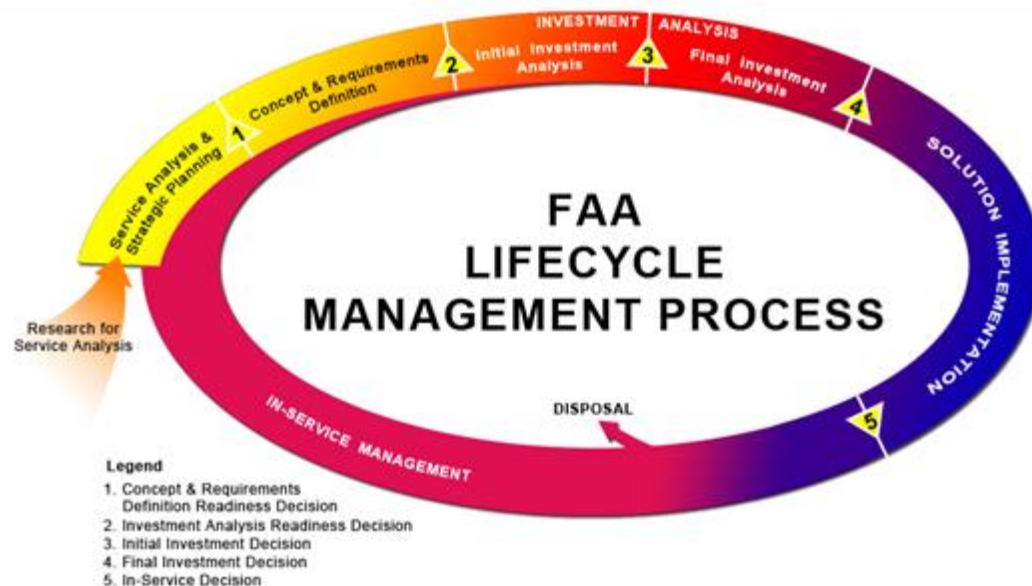 INVESTMENT ANALYSIS
Service Analysis &
Strategic Planning
1
Concept & Requirements
Definition
2
Initial Investment
Analysis
3
Final Investment
Analysis
4
SOLUTION IMPLEMENTATION
5
IN-SERVICE MANAGEMENT
DISPOSAL
Research for
Service Analysis
FAA
LIFECYCLE
MANAGEMENT PROCESS
Legend
1. Concept & Requirements
Definition Readiness Decision
2. Investment Analysis Readiness Decision
3. Initial Investment Decision
4. Final Investment Decision
5. In-Service Decision